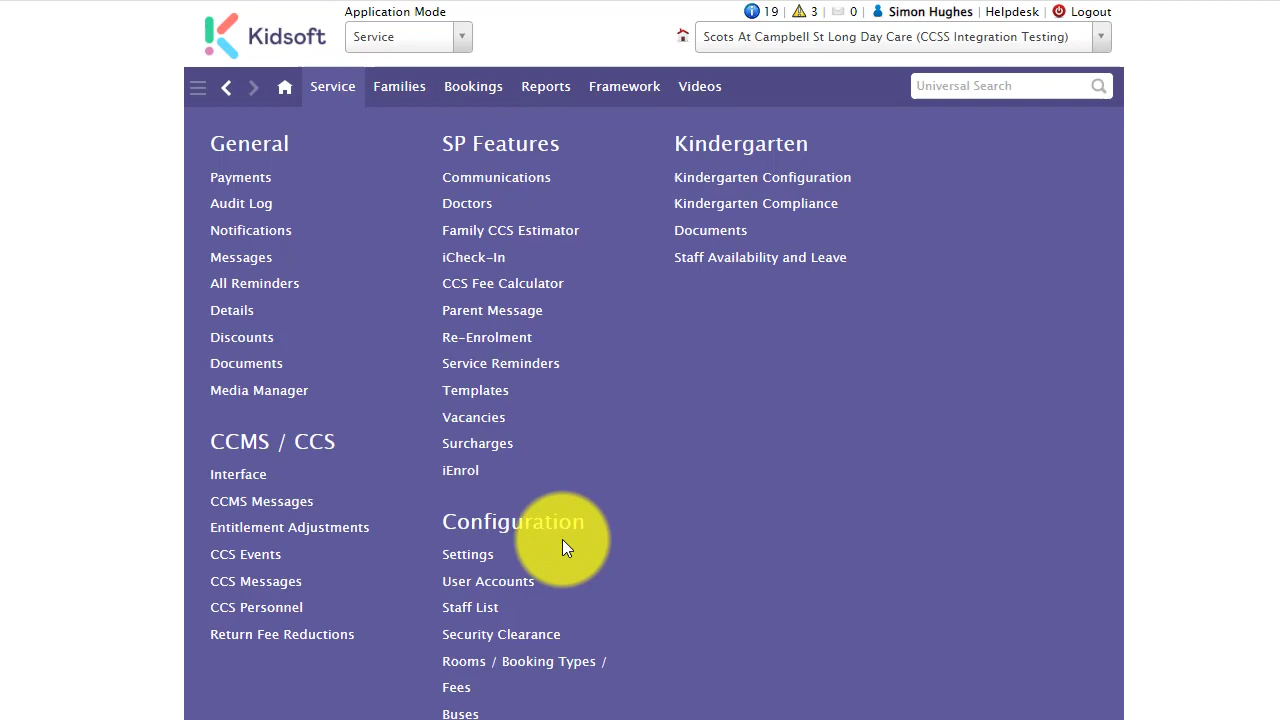 Application Mode
19 | 3 | 0 | Simon Hughes | Helpdesk | Logout
Kidsoft
Service
Scots At Campbell St Long Day Care (CCSS Integration Testing)
Service Families Bookings Reports Framework Videos Universal Search
General
Payments
Audit Log
Notifications
Messages
All Reminders
Details
Discounts
Documents
Media Manager
CCMS / CCS
Interface
CCMS Messages
Entitlement Adjustments
CCS Events
CCS Messages
CCS Personnel
Return Fee Reductions
SP Features
Communications
Doctors
Family CCS Estimator
iCheck-In
CCS Fee Calculator
Parent Message
Re-Enrolment
Service Reminders
Templates
Vacancies
Surcharges
iEnrol
Configuration
Settings
User Accounts
Staff List
Security Clearance
Rooms / Booking Types /
Fees
Buses
Kindergarten
Kindergarten Configuration
Kindergarten Compliance
Documents
Staff Availability and Leave